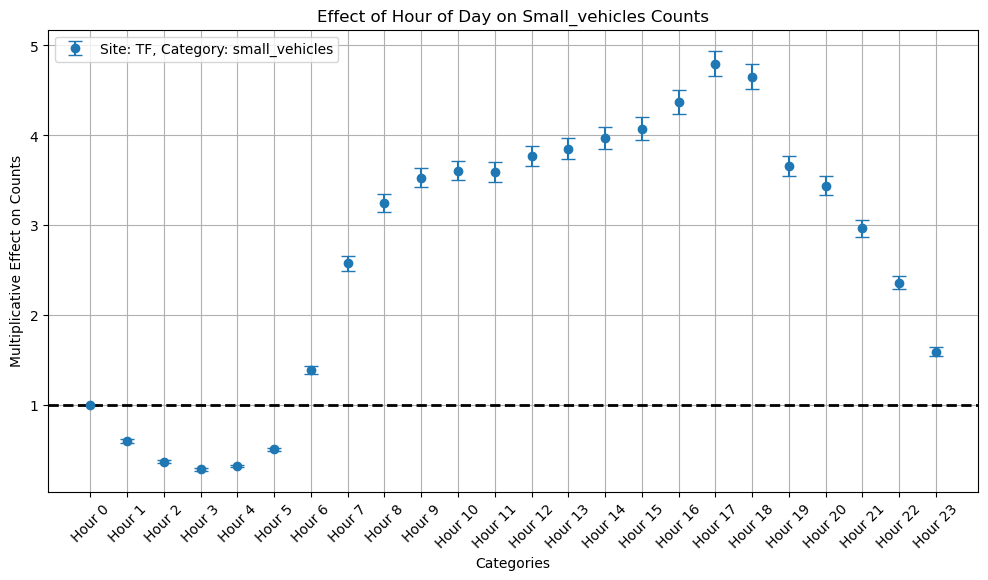 Effect of Hour of Day on Small_vehicles Counts
Site: TF, Category: small_vehicles
Multiplicative Effect on Counts
5
4
3
2
1
Hour 0
Hour 1
Hour 2
Hour 3
Hour 4
Hour 5
Hour 6
Hour 7
Hour 8
Hour 9
Hour 10
Hour 11
Hour 12
Hour 13
Hour 14
Hour 15
Hour 16
Hour 17
Hour 18
Hour 19
Hour 20
Hour 21
Hour 22
Hour 23
Categories